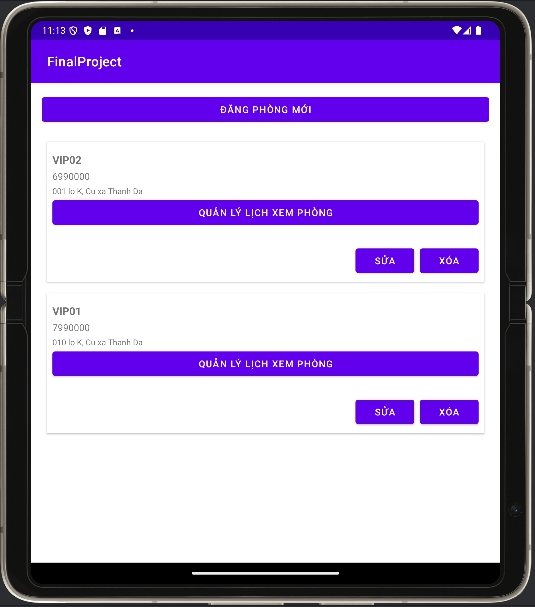 11:13
FinalProject
ĐĂNG PHÒNG MỚI
VIP02
6990000
001 lo K, Cu xa Thanh Da
QUẢN LÝ LỊCH XEM PHÒNG
SỬA XÓA
VIP01
7990000
010 lo K, Cu xa Thanh Da
QUẢN LÝ LỊCH XEM PHÒNG
SỬA XÓA